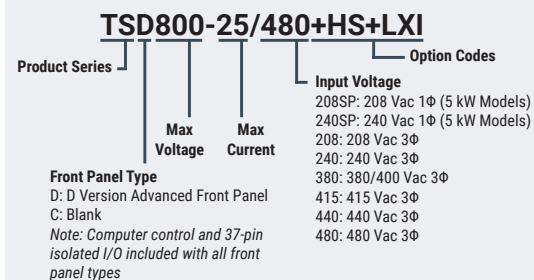 TSD800-25/480+HS+LXI
Product Series
Option Codes
Max
Voltage
Max
Current
Input Voltage
208SP: 208 Vac 1Φ (5 kW Models)
240SP: 240 Vac 1Φ (5 kW Models)
208: 208 Vac 3Φ
240: 240 Vac 3Φ
380: 380/400 Vac 3Φ
415: 415 Vac 3Φ
440: 440 Vac 3Φ
480: 480 Vac 3Φ
Front Panel Type
D: D Version Advanced Front Panel
C: Blank
Note: Computer control and 37-pin
isolated I/O included with all front
panel types